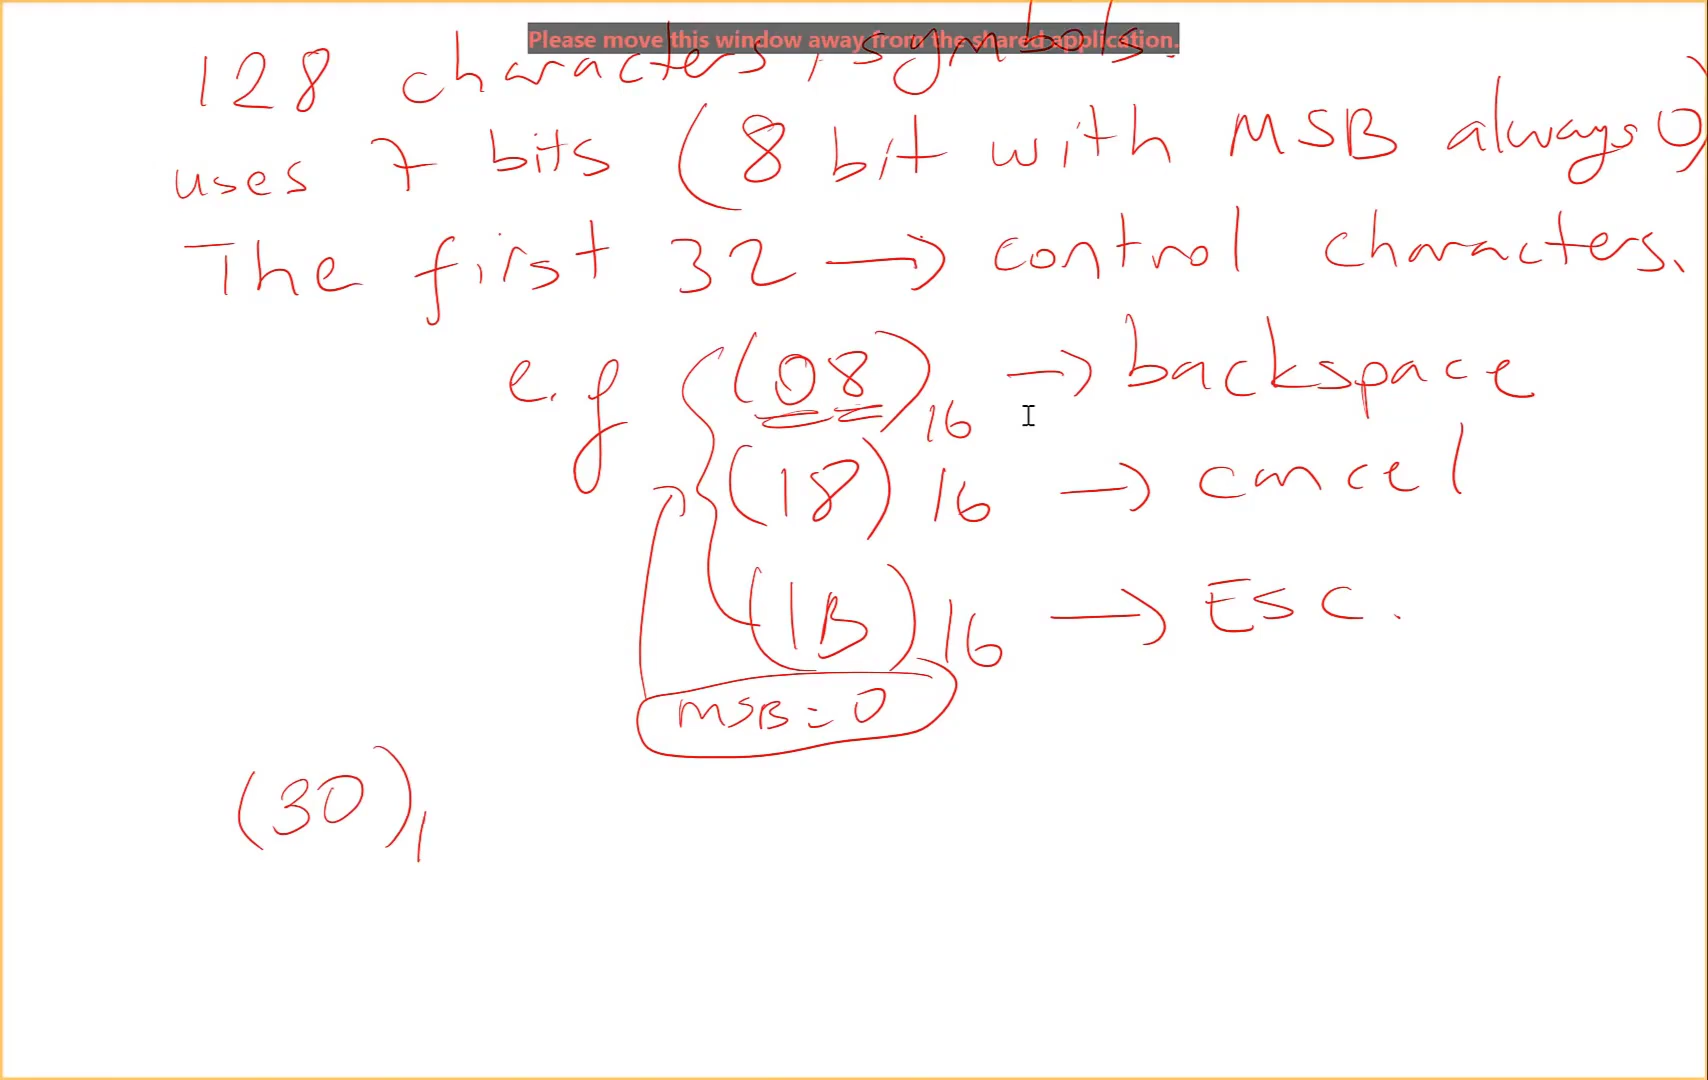 Please move this window away from the shared application.
128 characters, symbols.
uses 7 bits (8 bit with MSB always 0)
The first 32 → control characters.
e.g (08)16 → backspace
(18)16 → cancel
(1B)16 → ESC.
MSB = 0
(30)1